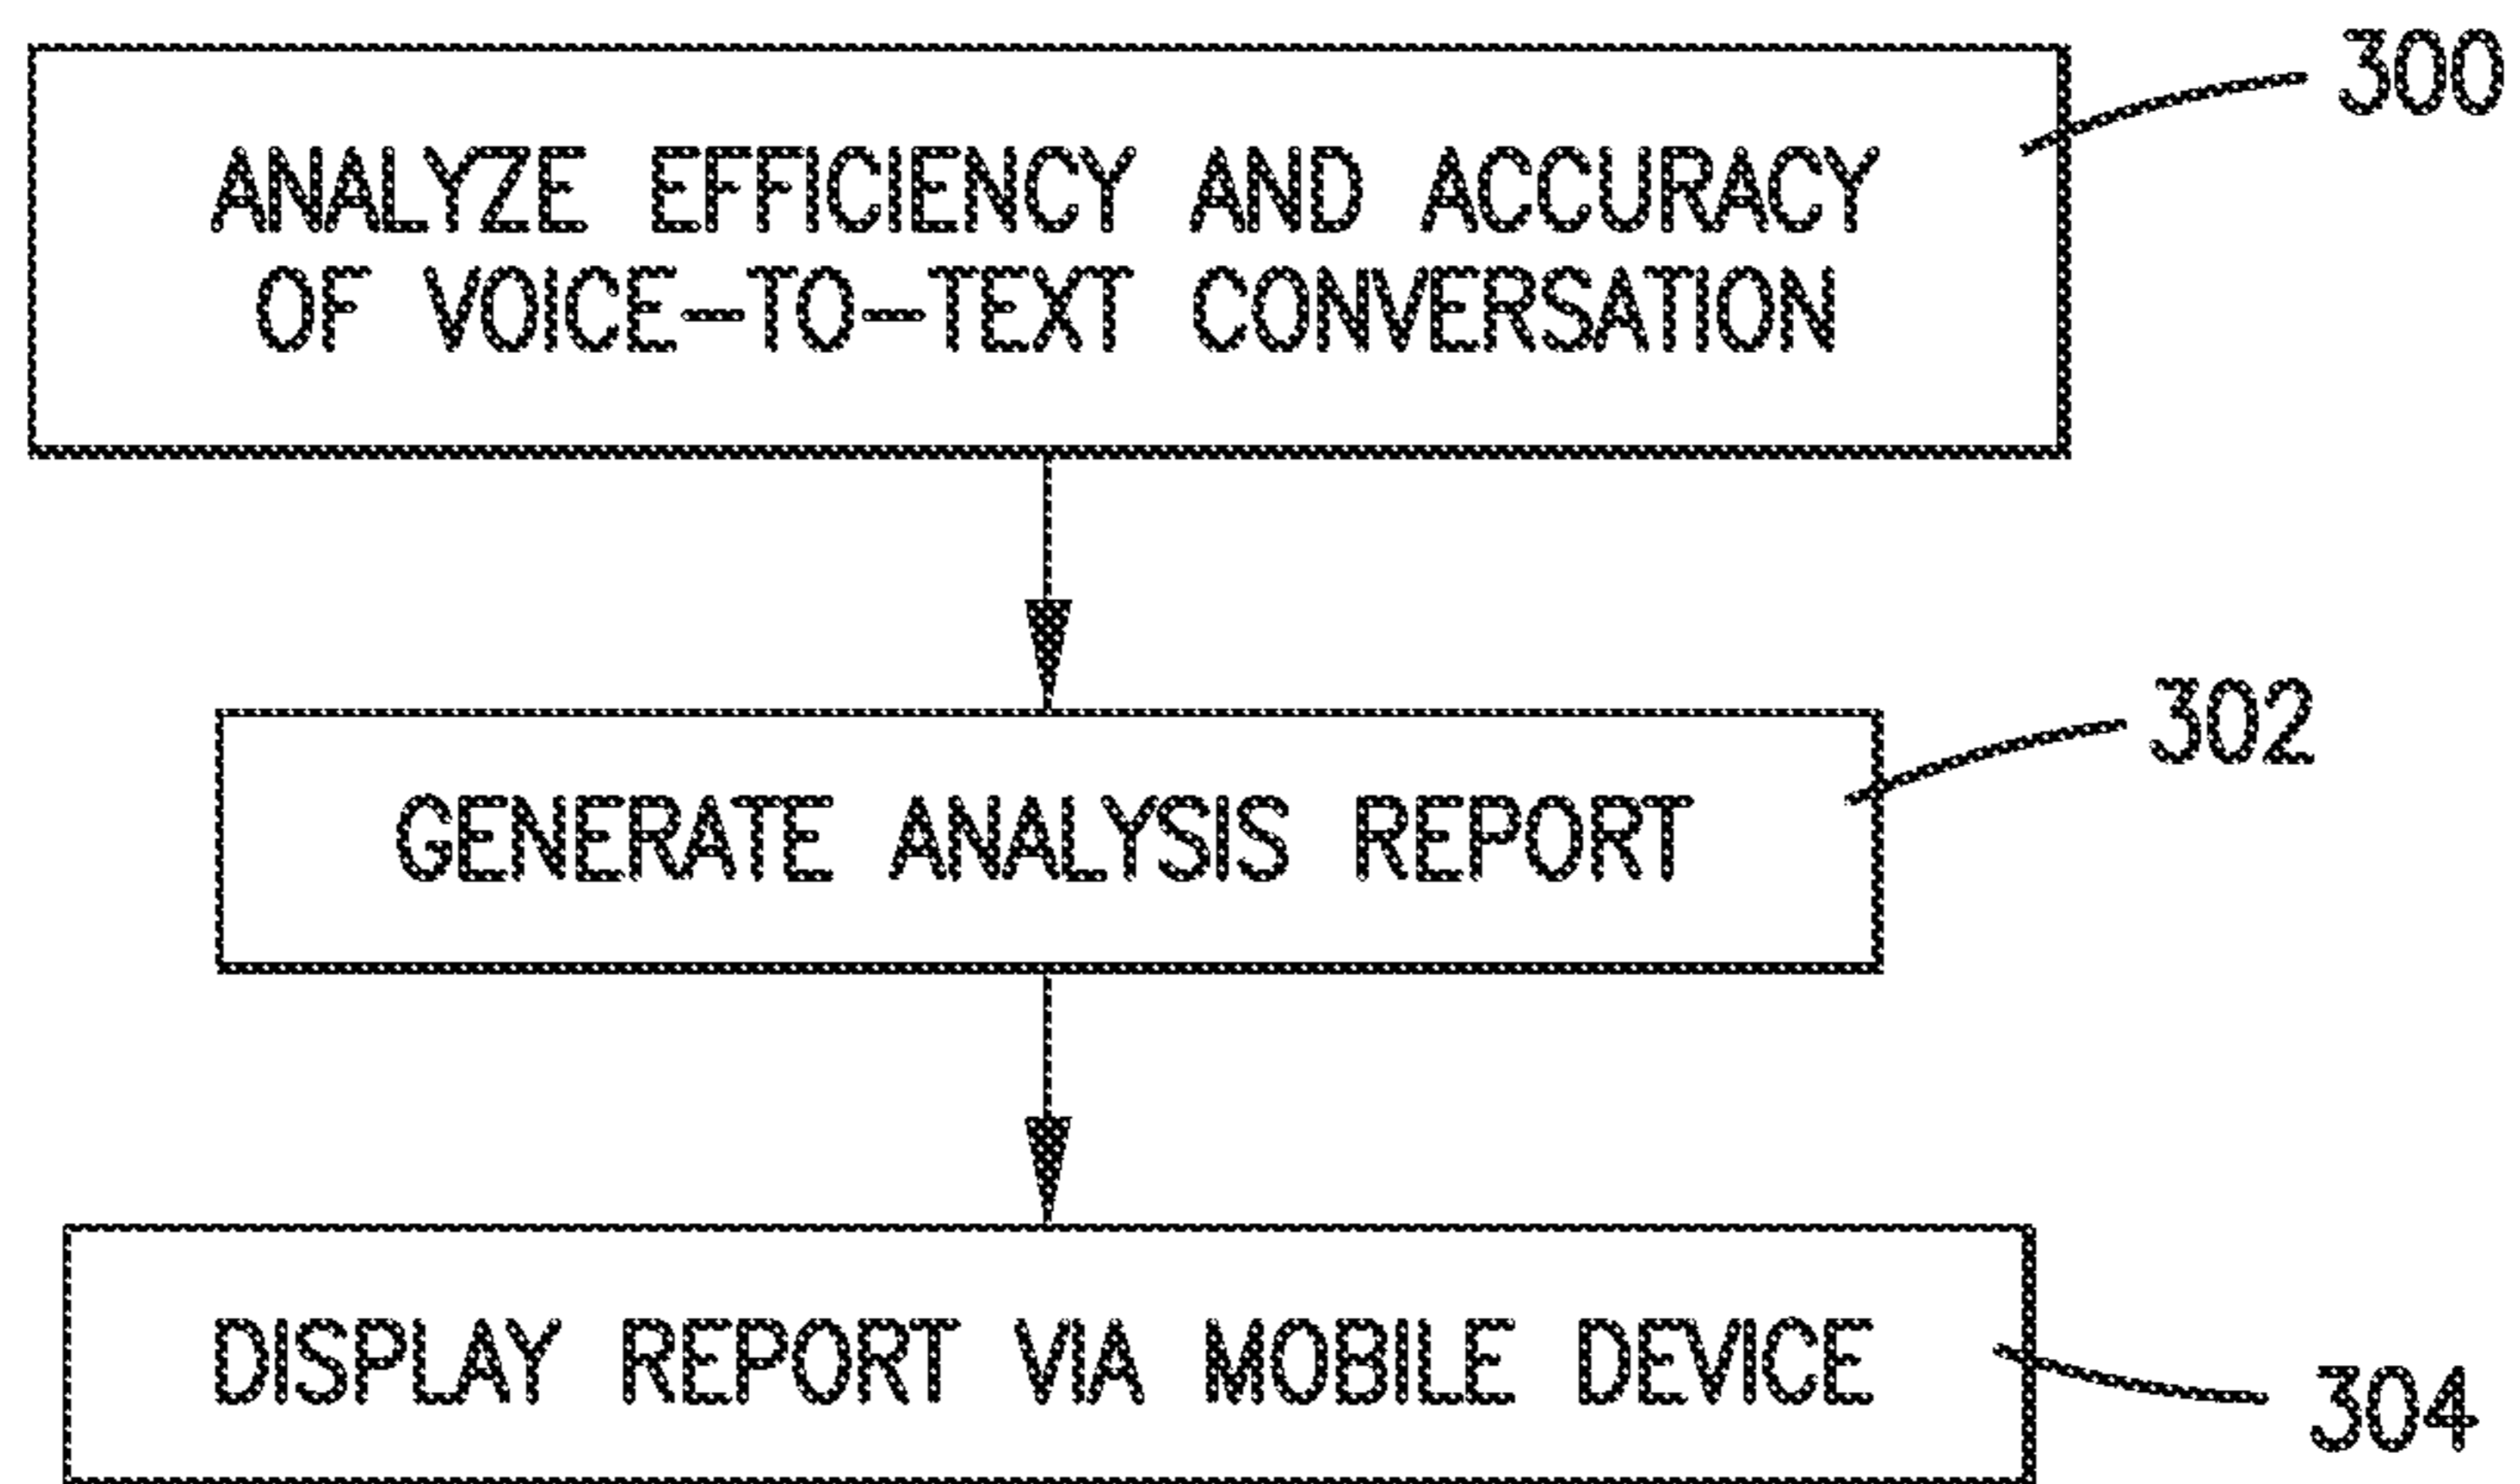 300
ANALYZE EFFICIENCY AND ACCURACY
OF VOICE-TO-TEXT CONVERSATION
302
GENERATE ANALYSIS REPORT
DISPLAY REPORT VIA MOBILE DEVICE
304